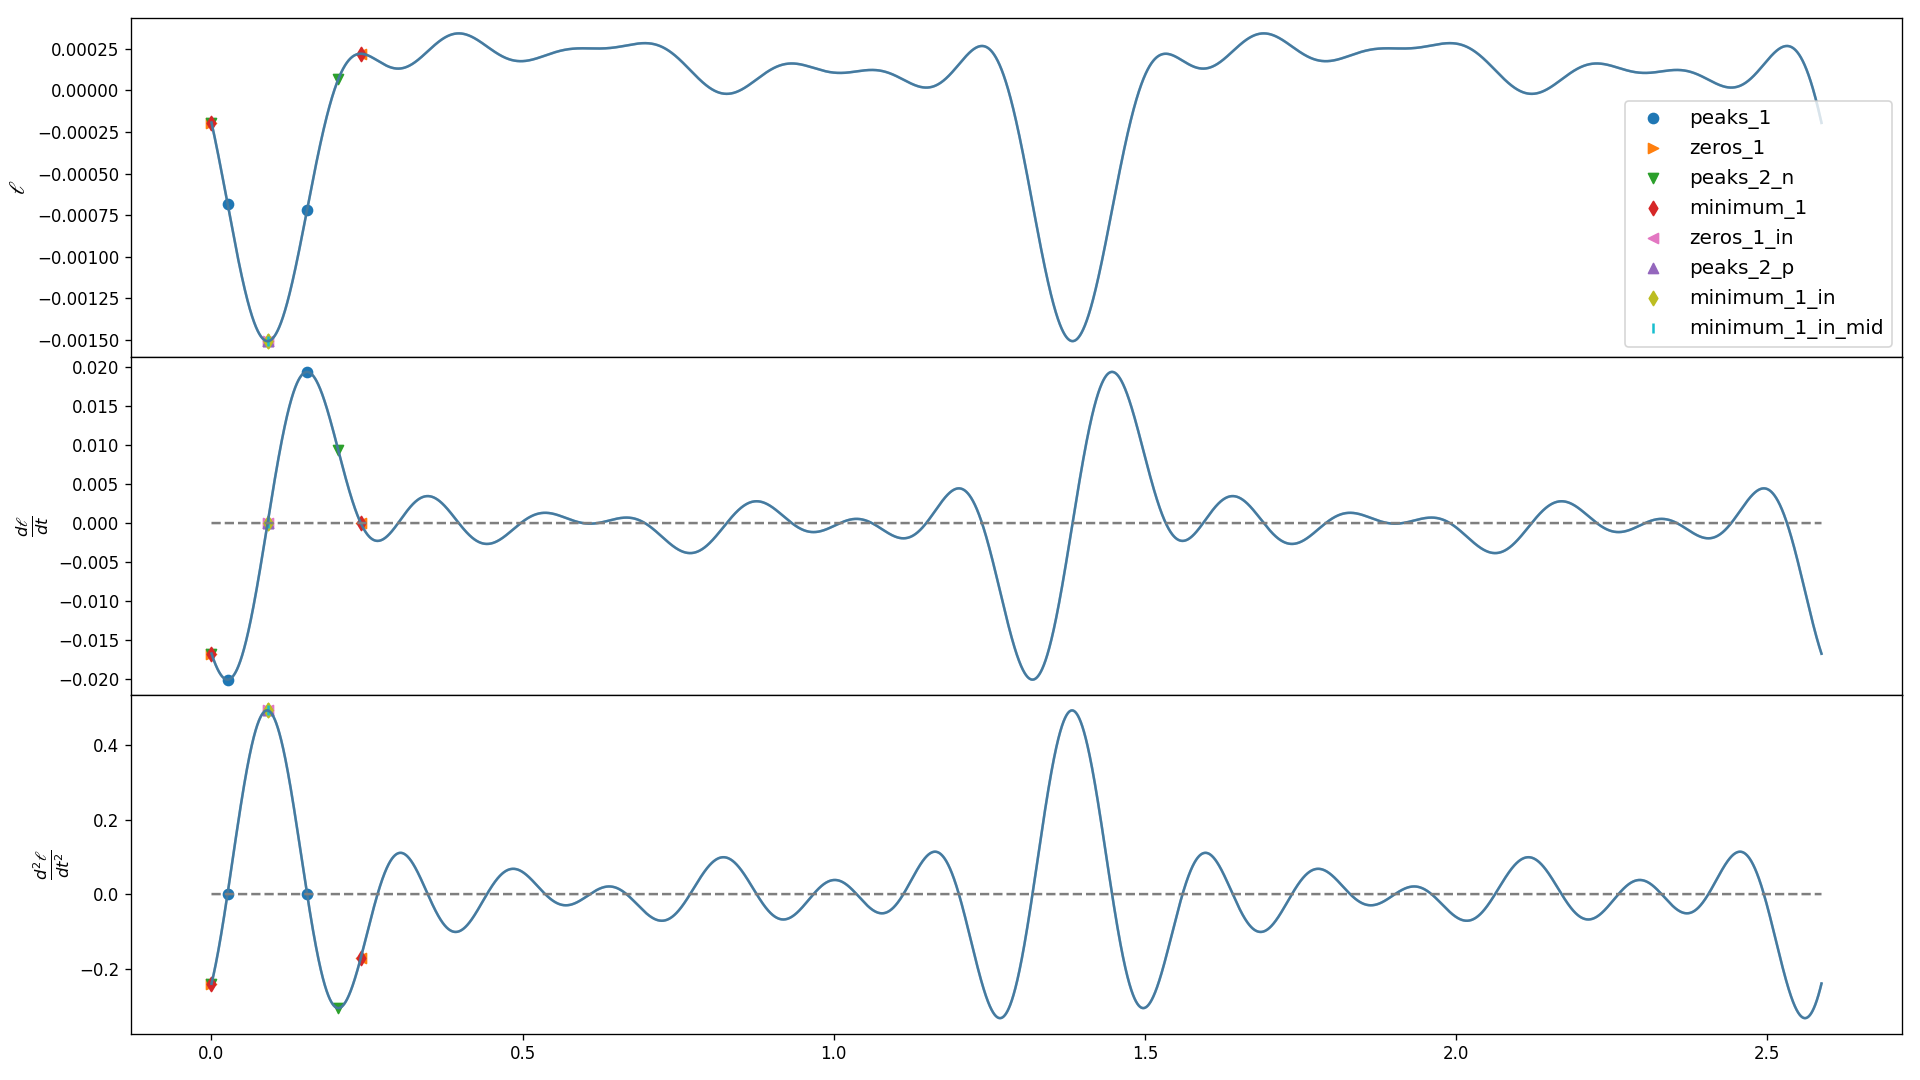 0.00025
0.00000
−0.00025
−0.00050
−0.00075
−0.00100
−0.00125
−0.00150
ℓ
peaks_1
zeros_1
peaks_2_n
minimum_1
zeros_1_in
peaks_2_p
minimum_1_in
minimum_1_in_mid
0.020
0.015
0.010
0.005
0.000
−0.005
−0.010
−0.015
−0.020
dℓ/dt
0.4
0.2
0.0
−0.2
d²ℓ/dt²
0.0 0.5 1.0 1.5 2.0 2.5